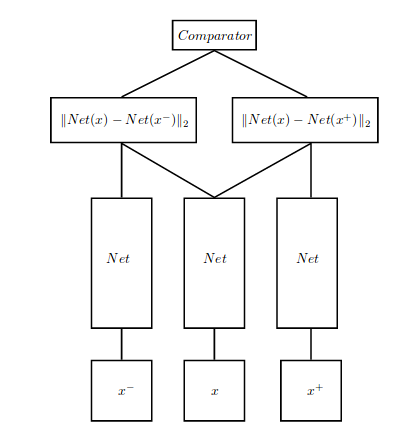 Comparator
‖Net(x) − Net(x⁻)‖₂ ‖Net(x) − Net(x⁺)‖₂
Net Net Net
x⁻ x x⁺